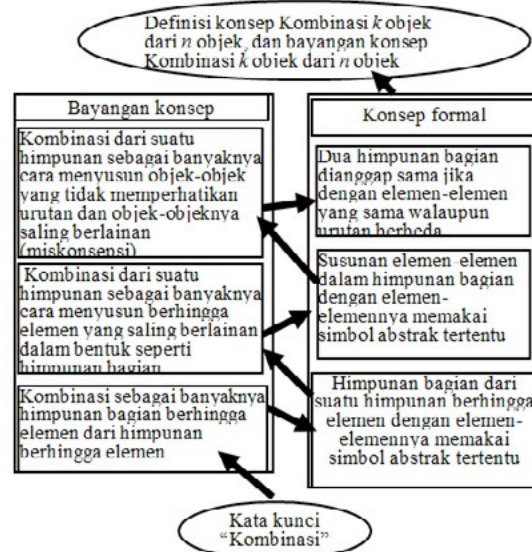 Definisi konsep Kombinasi k objek
dari n objek, dan bayangan konsep
Kombinasi k objek dari n objek
Bayangan konsep
Kombinasi dari suatu
himpunan sebagai banyaknya
cara menyusun objek-objek
yang tidak memperhatikan
urutan dan objek-objeknya
saling berlainan
(miskonsepsi)
Kombinasi dari suatu
himpunan sebagai banyaknya
cara menyusun berhingga
elemen yang saling berlainan
dalam bentuk seperti
himpunan bagian
Kombinasi sebagai banyaknya
himpunan bagian berhingga
elemen dari himpunan
berhingga elemen
Konsep formal
Dua himpunan bagian
dianggap sama jika
dengan elemen-elemen
yang sama walaupun
urutan berbeda
Susunan elemen-elemen
dalam himpunan bagian
dengan elemen-
elemennya memakai
simbol abstrak tertentu
Himpunan bagian dari
suatu himpunan berhingga
elemen dengan elemen-
elemennya memakai
simbol abstrak tertentu
Kata kunci
“Kombinasi”